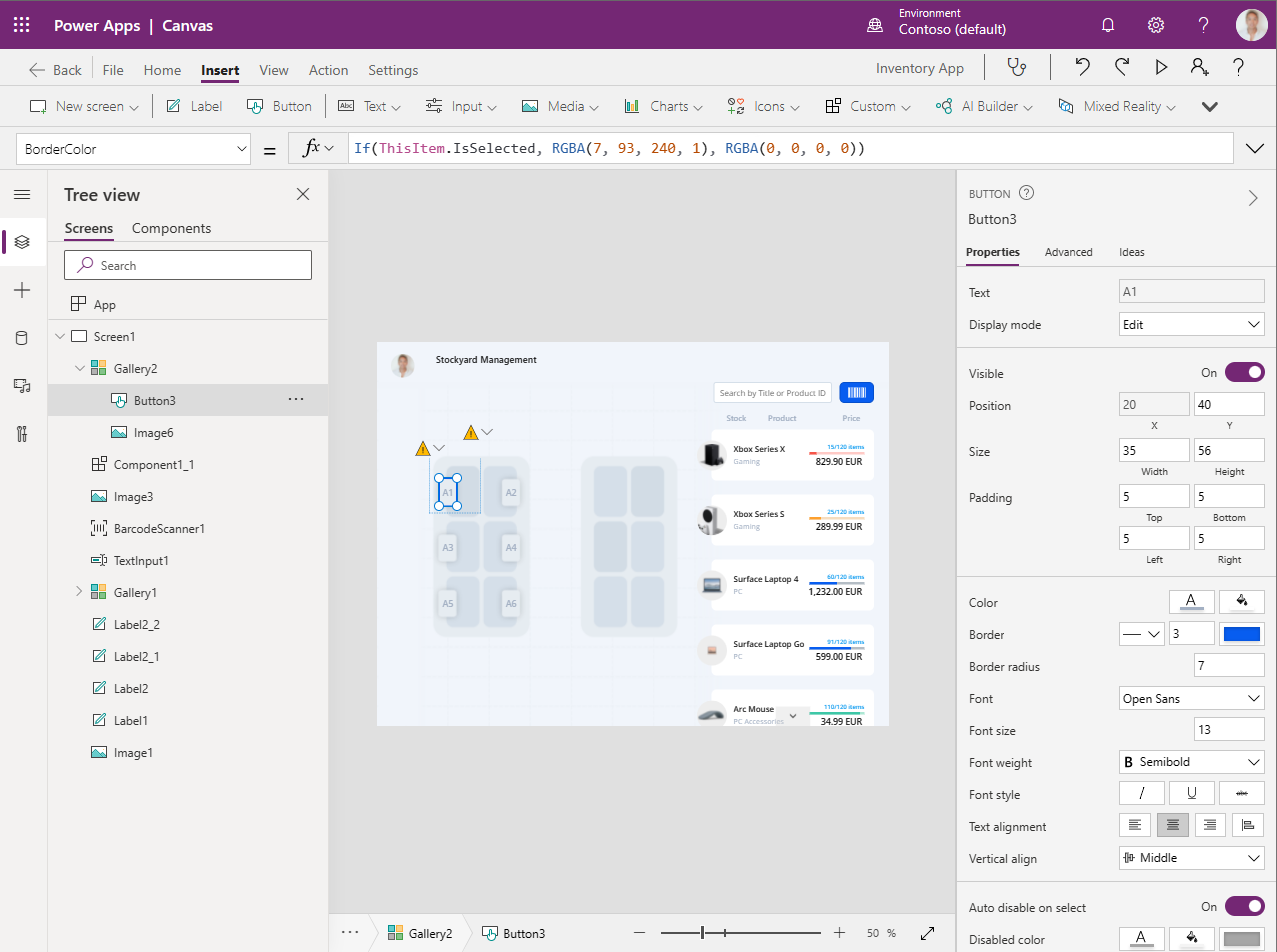 Power Apps | Canvas
Environment
Contoso (default)
Back File Home Insert View Action Settings Inventory App
New screen Label Button Text Input Media Charts Icons Custom AI Builder Mixed Reality
BorderColor = fx If(ThisItem.IsSelected, RGBA(7, 93, 240, 1), RGBA(0, 0, 0, 0))
Tree view
Screens Components
Search
App
Screen1
Gallery2
Button3
Image6
Component1_1
Image3
BarcodeScanner1
TextInput1
Gallery1
Label2_2
Label2_1
Label2
Label1
Image1
Stockyard Management
Search by Title or Product ID
Stock Product Price
Xbox Series X 15/120 items
Gaming 829.90 EUR
Xbox Series S 25/120 items
Gaming 289.99 EUR
Surface Laptop 4 60/120 items
PC 1,232.00 EUR
Surface Laptop Go 91/120 items
PC 599.00 EUR
Arc Mouse 110/120 items
PC Accessories 34.99 EUR
A1 A2
A3 A4
A5 A6
Gallery2 Button3 50 %
BUTTON
Button3
Properties Advanced Ideas
Text A1
Display mode Edit
Visible On
Position 20 40
X Y
Size 35 56
Width Height
Padding 5 5
Top Bottom
5 5
Left Right
Color A
Border 3
Border radius 7
Font Open Sans
Font size 13
Font weight B Semibold
Font style / U abc
Text alignment
Vertical align Middle
Auto disable on select On
Disabled color A